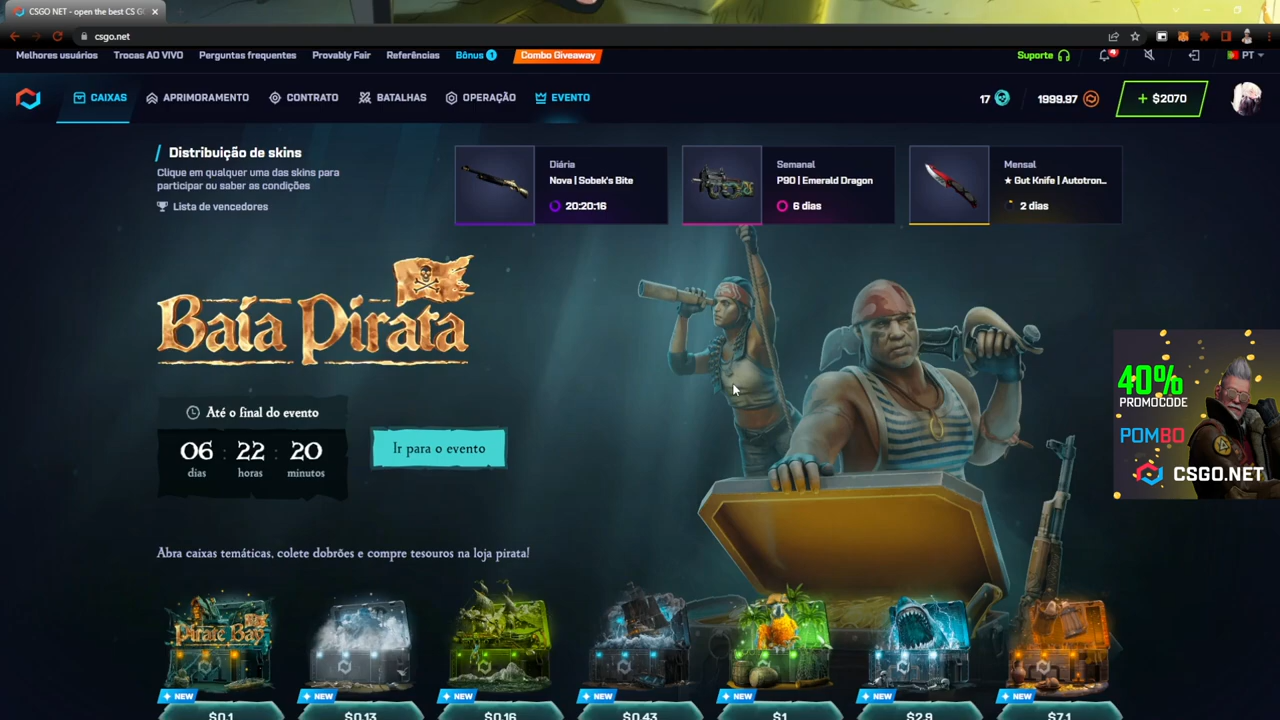 CSGO NET - open the best CS G
csgo.net
Melhores usuários Trocas AO VIVO Perguntas frequentes Provably Fair Referências Bônus 1 Combo Giveaway Suporte PT
CAIXAS APRIMORAMENTO CONTRATO BATALHAS OPERAÇÃO EVENTO 17 1999.97 + $2070
Distribuição de skins
Clique em qualquer uma das skins para
participar ou saber as condições
Lista de vencedores
Diária
Nova | Sobek's Bite
20:20:16
Semanal
P90 | Emerald Dragon
6 dias
Mensal
★ Gut Knife | Autotron...
2 dias
Baía Pirata
Até o final do evento
06 : 22 : 20
dias horas minutos
Ir para o evento
40%
PROMOCODE
POMBO
CSGO.NET
Abra caixas temáticas, colete dobrões e compre tesouros na loja pirata!
Pirate Bay
NEW NEW NEW NEW NEW NEW NEW
$0.1 $0.13 $0.16 $0.43 $1 $2.9 $7.1